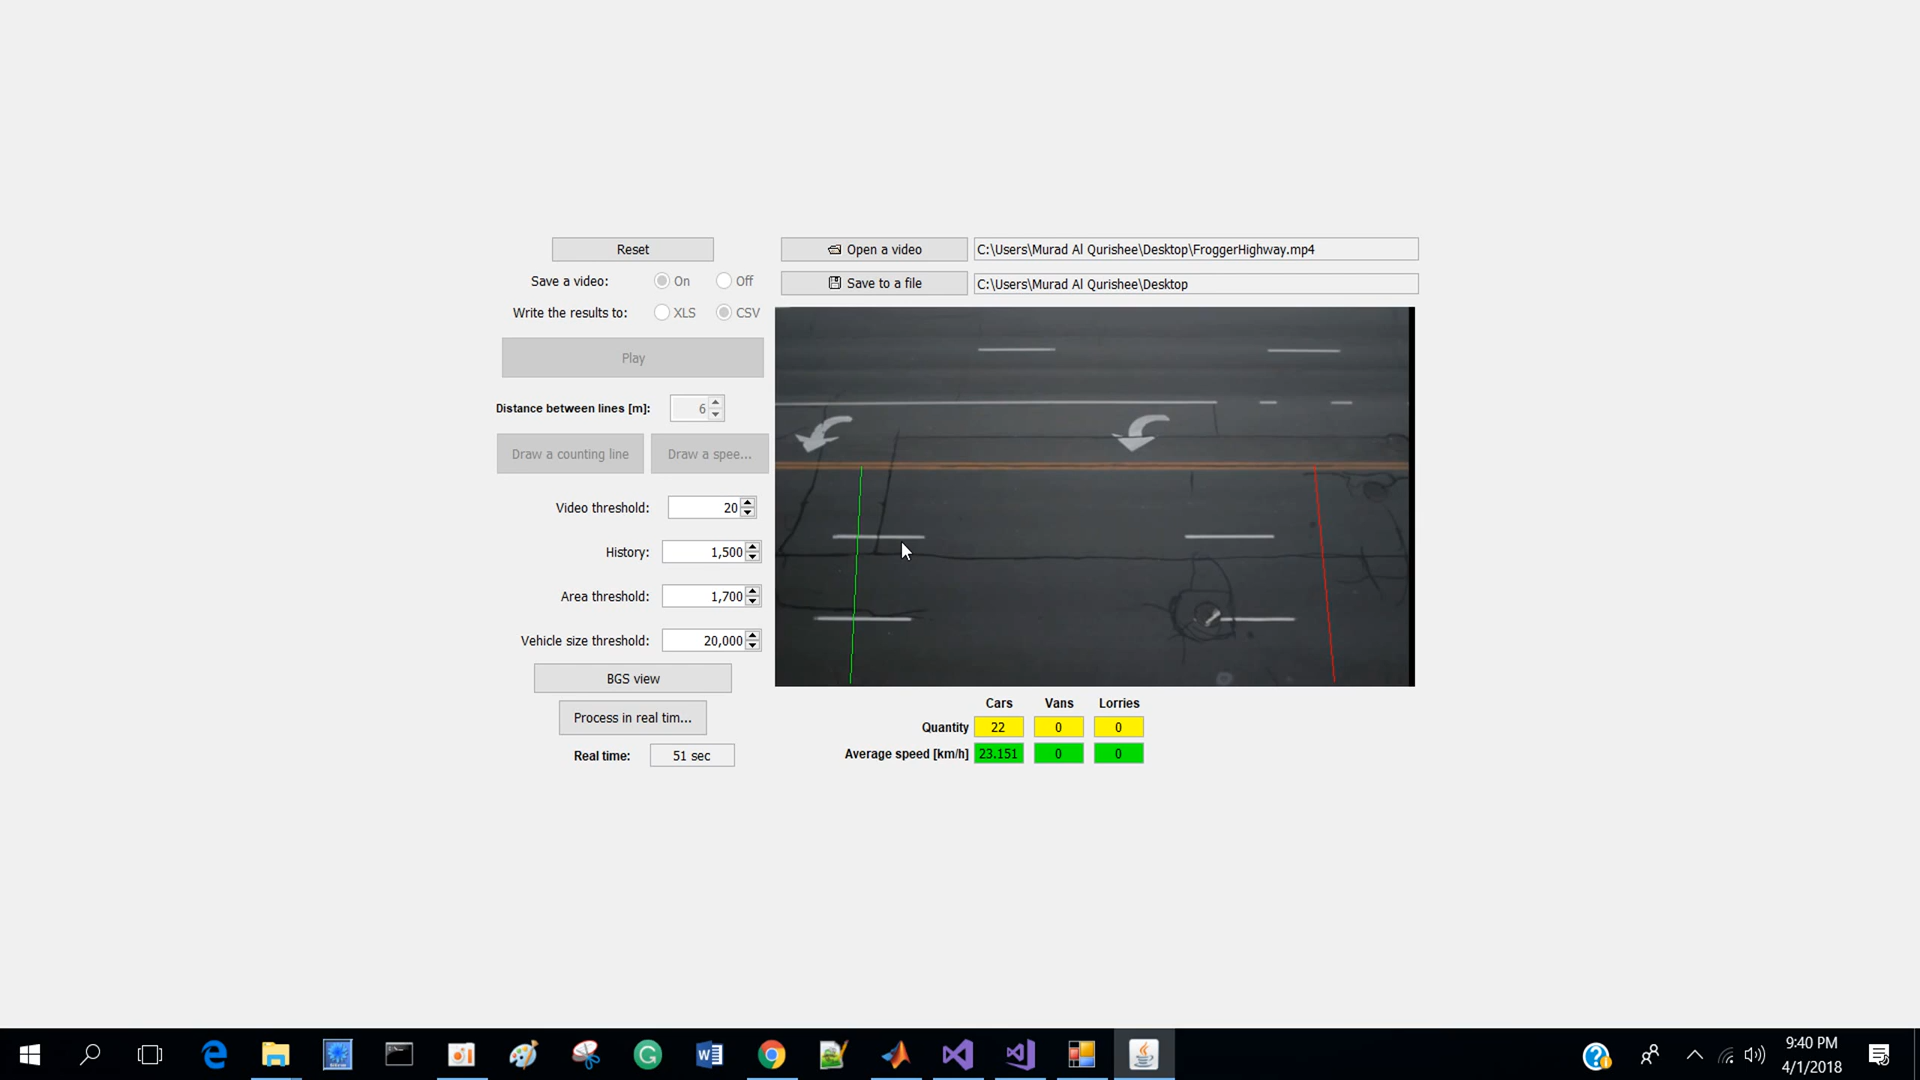 Reset
Open a video
C:\Users\Murad Al Qurishee\Desktop\FroggerHighway.mp4
Save a video: On Off
Save to a file
C:\Users\Murad Al Qurishee\Desktop
Write the results to: XLS CSV
Play
Distance between lines [m]: 6
Draw a counting line
Draw a spee...
Video threshold: 20
History: 1,500
Area threshold: 1,700
Vehicle size threshold: 20,000
BGS view
Process in real tim...
Real time: 51 sec
Cars Vans Lorries
Quantity 22 0 0
Average speed [km/h] 23.151 0 0
9:40 PM
4/1/2018